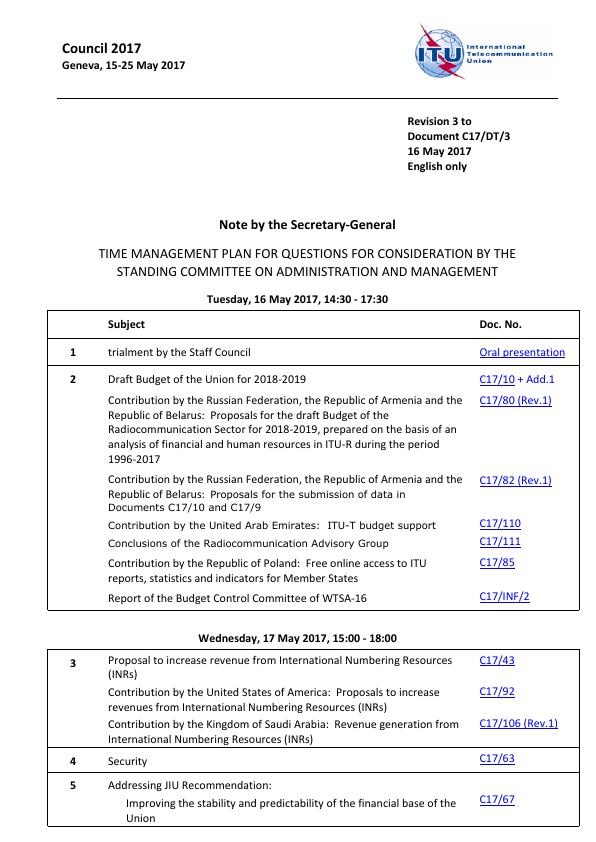 Council 2017
Geneva, 15-25 May 2017
ITU
International
Telecommunication
Union
Revision 3 to
Document C17/DT/3
16 May 2017
English only
Note by the Secretary-General
TIME MANAGEMENT PLAN FOR QUESTIONS FOR CONSIDERATION BY THE
STANDING COMMITTEE ON ADMINISTRATION AND MANAGEMENT
Tuesday, 16 May 2017, 14:30 - 17:30
Subject Doc. No.
1 trialment by the Staff Council Oral presentation
2 Draft Budget of the Union for 2018-2019 C17/10 + Add.1
Contribution by the Russian Federation, the Republic of Armenia and the C17/80 (Rev.1)
Republic of Belarus: Proposals for the draft Budget of the
Radiocommunication Sector for 2018-2019, prepared on the basis of an
analysis of financial and human resources in ITU-R during the period
1996-2017
Contribution by the Russian Federation, the Republic of Armenia and the C17/82 (Rev.1)
Republic of Belarus: Proposals for the submission of data in
Documents C17/10 and C17/9
Contribution by the United Arab Emirates: ITU-T budget support C17/110
Conclusions of the Radiocommunication Advisory Group C17/111
Contribution by the Republic of Poland: Free online access to ITU C17/85
reports, statistics and indicators for Member States
Report of the Budget Control Committee of WTSA-16 C17/INF/2
Wednesday, 17 May 2017, 15:00 - 18:00
3 Proposal to increase revenue from International Numbering Resources C17/43
(INRs)
Contribution by the United States of America: Proposals to increase C17/92
revenues from International Numbering Resources (INRs)
Contribution by the Kingdom of Saudi Arabia: Revenue generation from C17/106 (Rev.1)
International Numbering Resources (INRs)
4 Security C17/63
5 Addressing JIU Recommendation:
Improving the stability and predictability of the financial base of the C17/67
Union